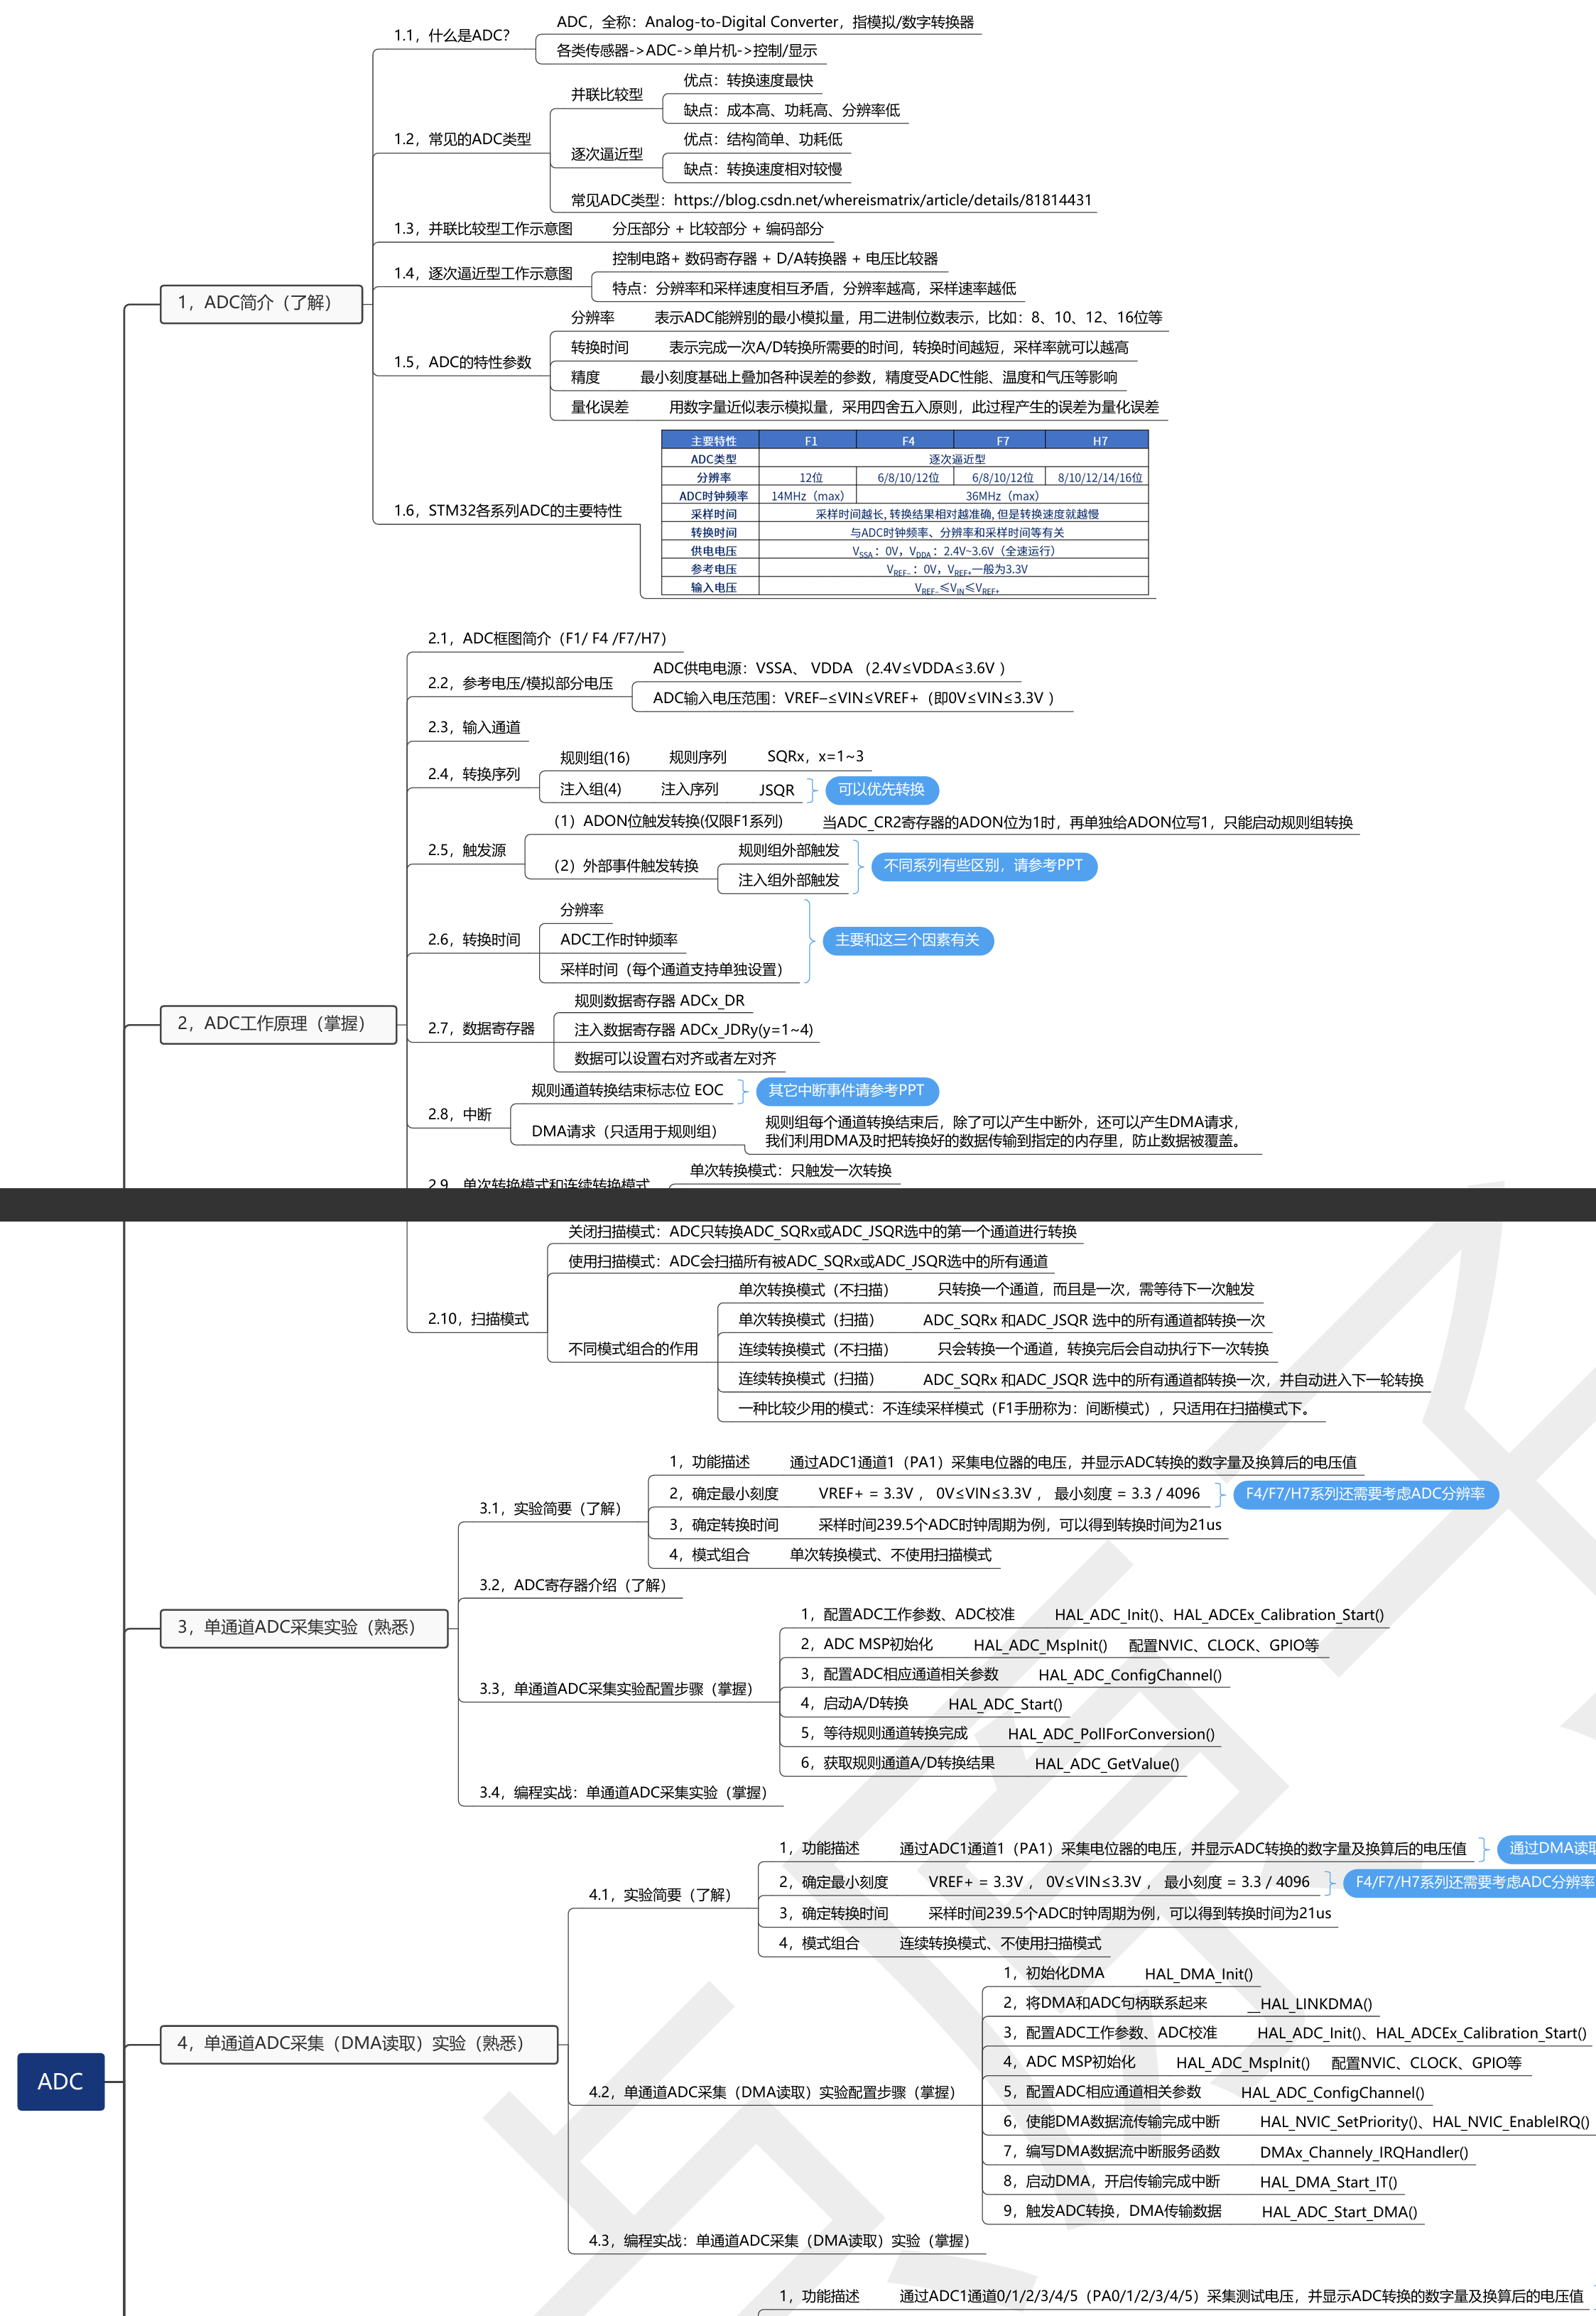 1.1，什么是ADC？
ADC，全称：Analog-to-Digital Converter，指模拟/数字转换器
各类传感器->ADC->单片机->控制/显示
1.2，常见的ADC类型
并联比较型
优点：转换速度最快
缺点：成本高、功耗高、分辨率低
逐次逼近型
优点：结构简单、功耗低
缺点：转换速度相对较慢
常见ADC类型：https://blog.csdn.net/whereismatrix/article/details/81814431
1.3，并联比较型工作示意图 分压部分 + 比较部分 + 编码部分
1.4，逐次逼近型工作示意图
控制电路+ 数码寄存器 + D/A转换器 + 电压比较器
特点：分辨率和采样速度相互矛盾，分辨率越高，采样速率越低
1，ADC简介（了解）
1.5，ADC的特性参数
分辨率 表示ADC能辨别的最小模拟量，用二进制位数表示，比如：8、10、12、16位等
转换时间 表示完成一次A/D转换所需要的时间，转换时间越短，采样率就可以越高
精度 最小刻度基础上叠加各种误差的参数，精度受ADC性能、温度和气压等影响
量化误差 用数字量近似表示模拟量，采用四舍五入原则，此过程产生的误差为量化误差
1.6，STM32各系列ADC的主要特性
主要特性 F1 F4 F7 H7
ADC类型 逐次逼近型
分辨率 12位 6/8/10/12位 6/8/10/12位 8/10/12/14/16位
ADC时钟频率 14MHz（max） 36MHz（max）
采样时间 采样时间越长, 转换结果相对越准确, 但是转换速度就越慢
转换时间 与ADC时钟频率、分辨率和采样时间等有关
供电电压 VSSA：0V，VDDA：2.4V~3.6V（全速运行）
参考电压 VREF–：0V，VREF+一般为3.3V
输入电压 VREF–≤VIN≤VREF+
2.1，ADC框图简介（F1/ F4 /F7/H7）
2.2，参考电压/模拟部分电压
ADC供电电源：VSSA、 VDDA （2.4V≤VDDA≤3.6V ）
ADC输入电压范围：VREF–≤VIN≤VREF+（即0V≤VIN≤3.3V ）
2.3，输入通道
2.4，转换序列
规则组(16) 规则序列 SQRx，x=1~3
注入组(4) 注入序列 JSQR 可以优先转换
2.5，触发源
（1）ADON位触发转换(仅限F1系列) 当ADC_CR2寄存器的ADON位为1时，再单独给ADON位写1，只能启动规则组转换
（2）外部事件触发转换
规则组外部触发
注入组外部触发
不同系列有些区别，请参考PPT
2.6，转换时间
分辨率
ADC工作时钟频率
采样时间（每个通道支持单独设置）
主要和这三个因素有关
2，ADC工作原理（掌握）
2.7，数据寄存器
规则数据寄存器 ADCx_DR
注入数据寄存器 ADCx_JDRy(y=1~4)
数据可以设置右对齐或者左对齐
2.8，中断
规则通道转换结束标志位 EOC 其它中断事件请参考PPT
DMA请求（只适用于规则组）
规则组每个通道转换结束后，除了可以产生中断外，还可以产生DMA请求，
我们利用DMA及时把转换好的数据传输到指定的内存里，防止数据被覆盖。
2.9，单次转换模式和连续转换模式
单次转换模式：只触发一次转换
2.10，扫描模式
关闭扫描模式：ADC只转换ADC_SQRx或ADC_JSQR选中的第一个通道进行转换
使用扫描模式：ADC会扫描所有被ADC_SQRx或ADC_JSQR选中的所有通道
不同模式组合的作用
单次转换模式（不扫描） 只转换一个通道，而且是一次，需等待下一次触发
单次转换模式（扫描） ADC_SQRx 和ADC_JSQR 选中的所有通道都转换一次
连续转换模式（不扫描） 只会转换一个通道，转换完后会自动执行下一次转换
连续转换模式（扫描） ADC_SQRx 和ADC_JSQR 选中的所有通道都转换一次，并自动进入下一轮转换
一种比较少用的模式：不连续采样模式（F1手册称为：间断模式），只适用在扫描模式下。
3.1，实验简要（了解）
1，功能描述 通过ADC1通道1（PA1）采集电位器的电压，并显示ADC转换的数字量及换算后的电压值
2，确定最小刻度 VREF+ = 3.3V ， 0V≤VIN≤3.3V ， 最小刻度 = 3.3 / 4096 F4/F7/H7系列还需要考虑ADC分辨率
3，确定转换时间 采样时间239.5个ADC时钟周期为例，可以得到转换时间为21us
4，模式组合 单次转换模式、不使用扫描模式
3.2，ADC寄存器介绍（了解）
3，单通道ADC采集实验（熟悉）
3.3，单通道ADC采集实验配置步骤（掌握）
1，配置ADC工作参数、ADC校准 HAL_ADC_Init()、HAL_ADCEx_Calibration_Start()
2，ADC MSP初始化 HAL_ADC_MspInit() 配置NVIC、CLOCK、GPIO等
3，配置ADC相应通道相关参数 HAL_ADC_ConfigChannel()
4，启动A/D转换 HAL_ADC_Start()
5，等待规则通道转换完成 HAL_ADC_PollForConversion()
6，获取规则通道A/D转换结果 HAL_ADC_GetValue()
3.4，编程实战：单通道ADC采集实验（掌握）
4.1，实验简要（了解）
1，功能描述 通过ADC1通道1（PA1）采集电位器的电压，并显示ADC转换的数字量及换算后的电压值 通过DMA读取
2，确定最小刻度 VREF+ = 3.3V ， 0V≤VIN≤3.3V ， 最小刻度 = 3.3 / 4096 F4/F7/H7系列还需要考虑ADC分辨率
3，确定转换时间 采样时间239.5个ADC时钟周期为例，可以得到转换时间为21us
4，模式组合 连续转换模式、不使用扫描模式
4，单通道ADC采集（DMA读取）实验（熟悉）
ADC
4.2，单通道ADC采集（DMA读取）实验配置步骤（掌握）
1，初始化DMA HAL_DMA_Init()
2，将DMA和ADC句柄联系起来 __HAL_LINKDMA()
3，配置ADC工作参数、ADC校准 HAL_ADC_Init()、HAL_ADCEx_Calibration_Start()
4，ADC MSP初始化 HAL_ADC_MspInit() 配置NVIC、CLOCK、GPIO等
5，配置ADC相应通道相关参数 HAL_ADC_ConfigChannel()
6，使能DMA数据流传输完成中断 HAL_NVIC_SetPriority()、HAL_NVIC_EnableIRQ()
7，编写DMA数据流中断服务函数 DMAx_Channely_IRQHandler()
8，启动DMA，开启传输完成中断 HAL_DMA_Start_IT()
9，触发ADC转换，DMA传输数据 HAL_ADC_Start_DMA()
4.3，编程实战：单通道ADC采集（DMA读取）实验（掌握）
1，功能描述 通过ADC1通道0/1/2/3/4/5（PA0/1/2/3/4/5）采集测试电压，并显示ADC转换的数字量及换算后的电压值